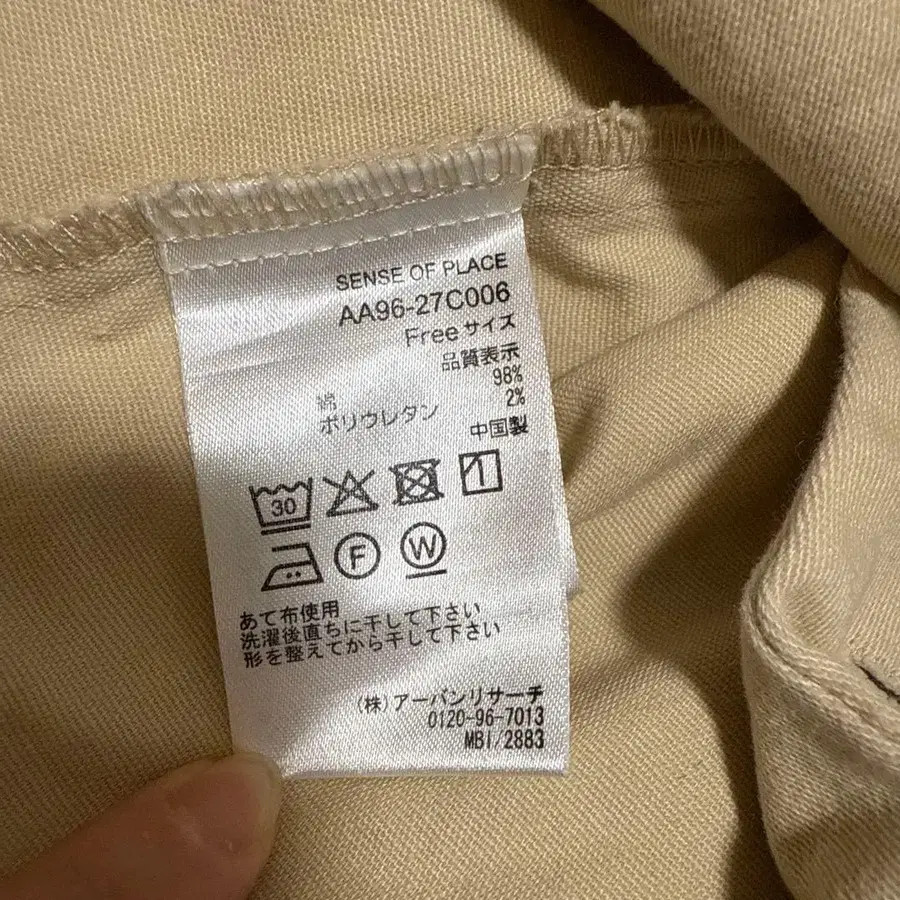 SENSE OF PLACE
AA96-27C006
Freeサイズ
品質表示
綿 98%
ポリウレタン 2%
中国製
30
F W
あて布使用
洗濯後直ちに干して下さい
形を整えてから干して下さい
(株)アーバンリサーチ
0120-96-7013
MBI/2883